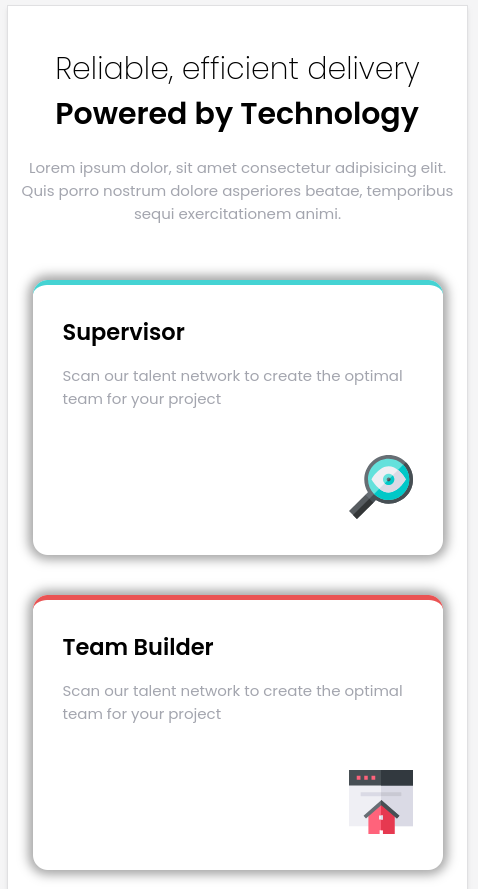 Reliable, efficient delivery
Powered by Technology
Lorem ipsum dolor, sit amet consectetur adipisicing elit.
Quis porro nostrum dolore asperiores beatae, temporibus
sequi exercitationem animi.
Supervisor
Scan our talent network to create the optimal
team for your project
Team Builder
Scan our talent network to create the optimal
team for your project